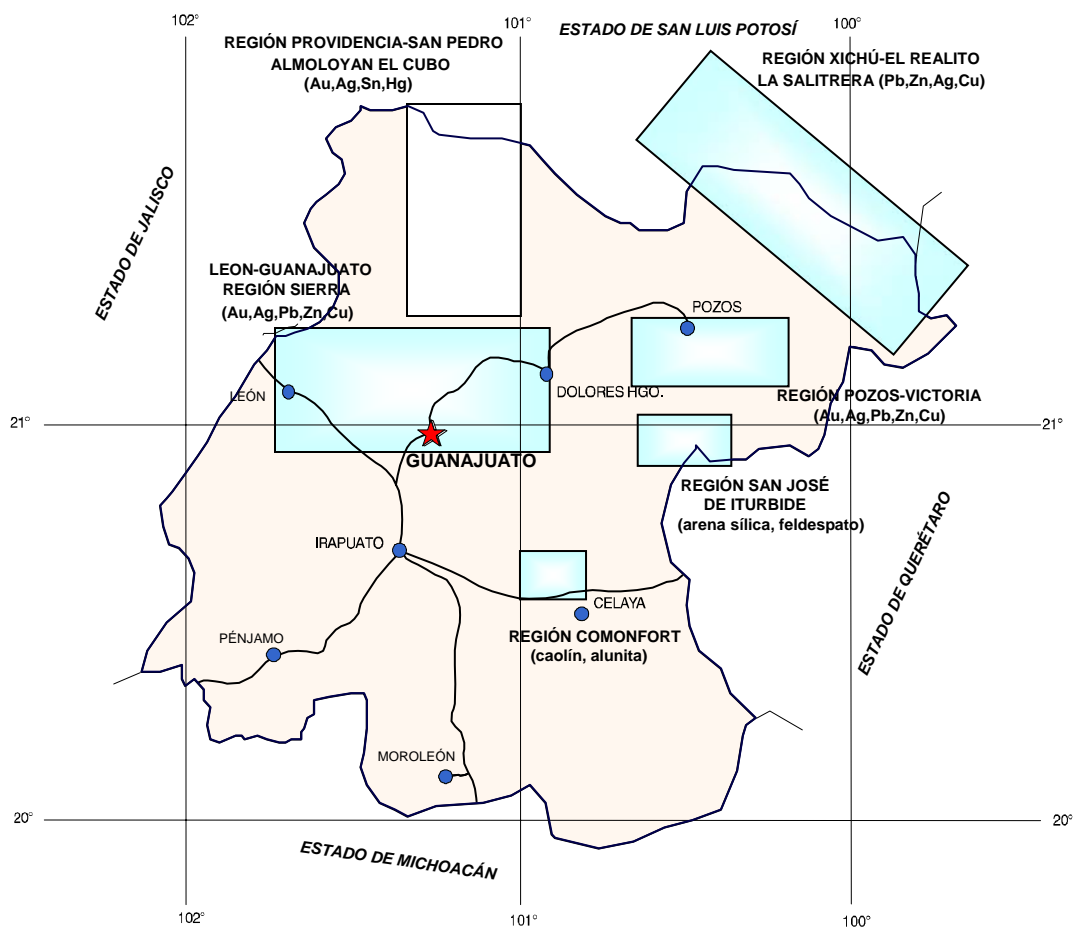 102°
101°
100°
ESTADO DE SAN LUIS POTOSÍ
REGIÓN PROVIDENCIA-SAN PEDRO
ALMOLOYAN EL CUBO
(Au,Ag,Sn,Hg)
REGIÓN XICHÚ-EL REALITO
LA SALITRERA (Pb,Zn,Ag,Cu)
ESTADO DE JALISCO
LEON-GUANAJUATO
REGIÓN SIERRA
(Au,Ag,Pb,Zn,Cu)
POZOS
LEÓN
DOLORES HGO.
REGIÓN POZOS-VICTORIA
(Au,Ag,Pb,Zn,Cu)
21°
21°
GUANAJUATO
REGIÓN SAN JOSÉ
DE ITURBIDE
(arena sílica, feldespato)
ESTADO DE QUERÉTARO
IRAPUATO
CELAYA
REGIÓN COMONFORT
(caolín, alunita)
PÉNJAMO
MOROLEÓN
20°
20°
ESTADO DE MICHOACÁN
102°
101°
100°